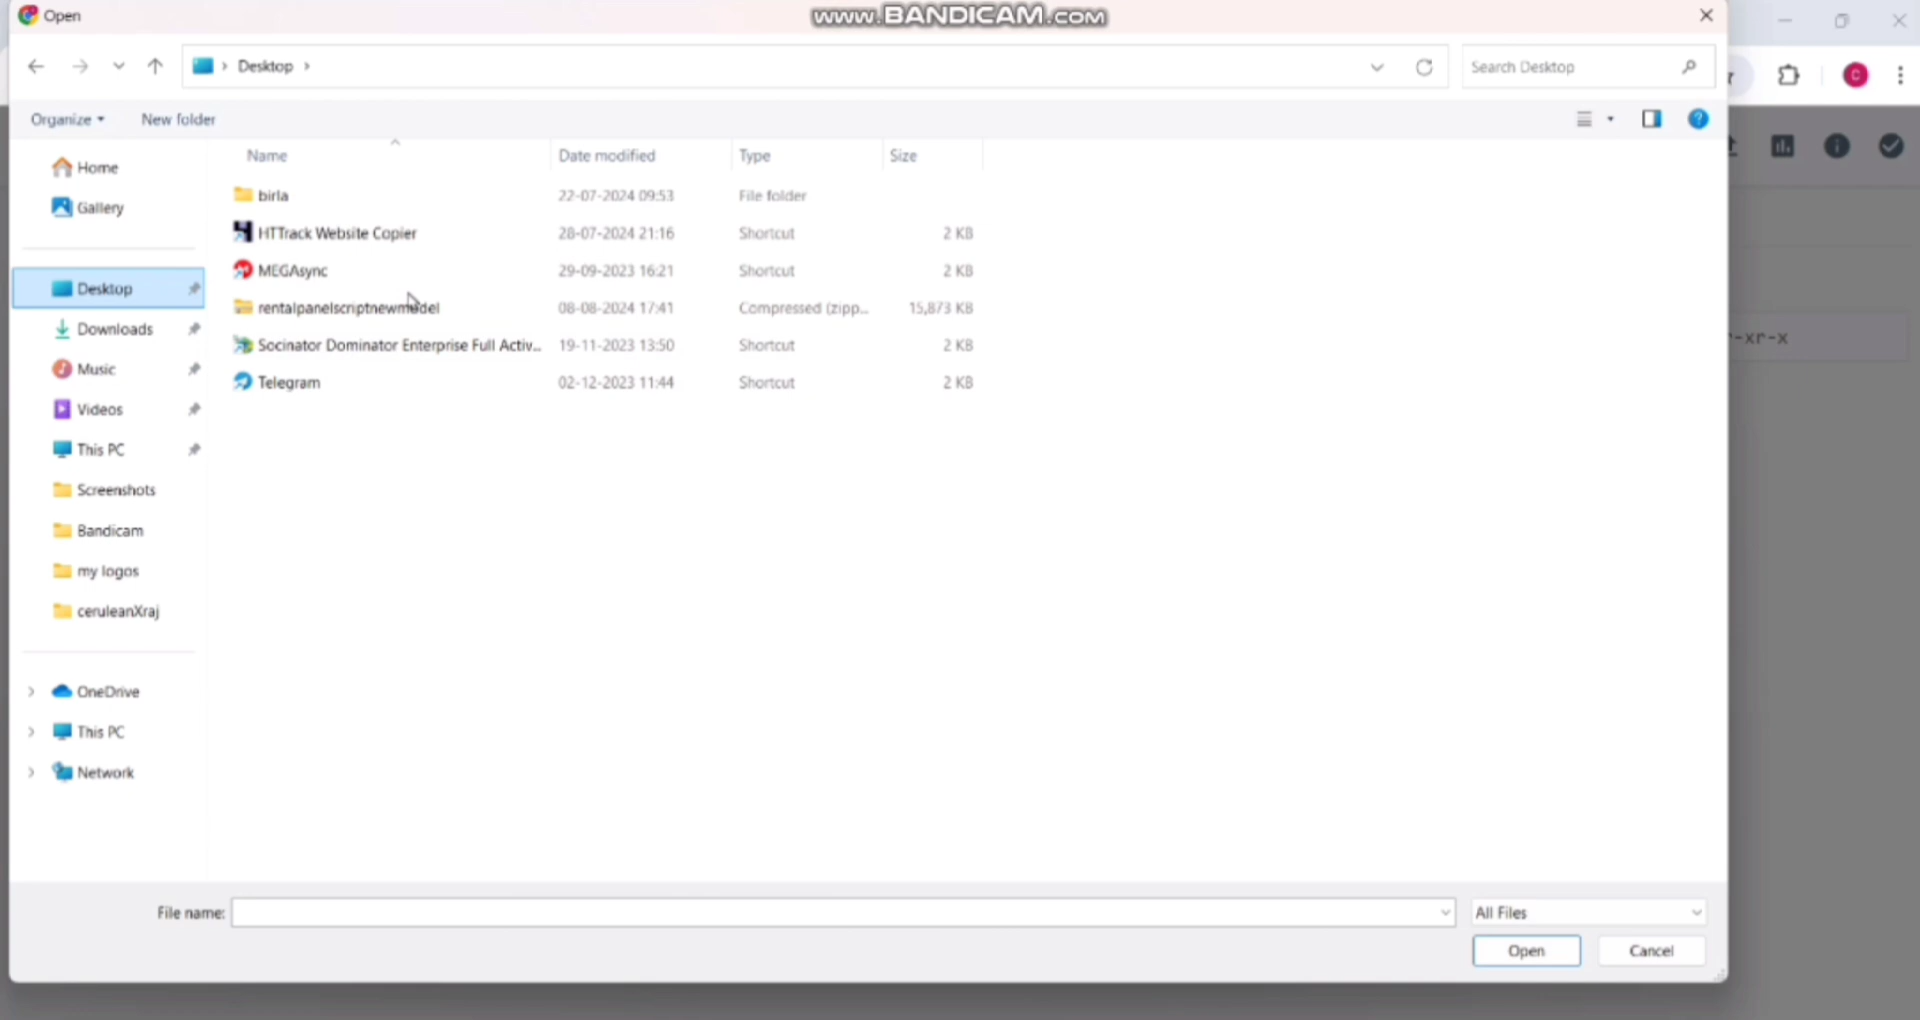 Open
www.BANDICAM.com
Desktop
Search Desktop
Organize
New folder
Name Date modified Type Size
Home
Gallery
Desktop
Downloads
Music
Videos
This PC
Screenshots
Bandicam
my logos
ceruleanXraj
OneDrive
This PC
Network
birla 22-07-2024 09:53 File folder
HTTrack Website Copier 28-07-2024 21:16 Shortcut 2 KB
MEGAsync 29-09-2023 16:21 Shortcut 2 KB
rentalpanelscriptnewmodel 08-08-2024 17:41 Compressed (zipp... 15,873 KB
Socinator Dominator Enterprise Full Activ... 19-11-2023 13:50 Shortcut 2 KB
Telegram 02-12-2023 11:44 Shortcut 2 KB
C
r-xr-x
File name:
All Files
Open
Cancel